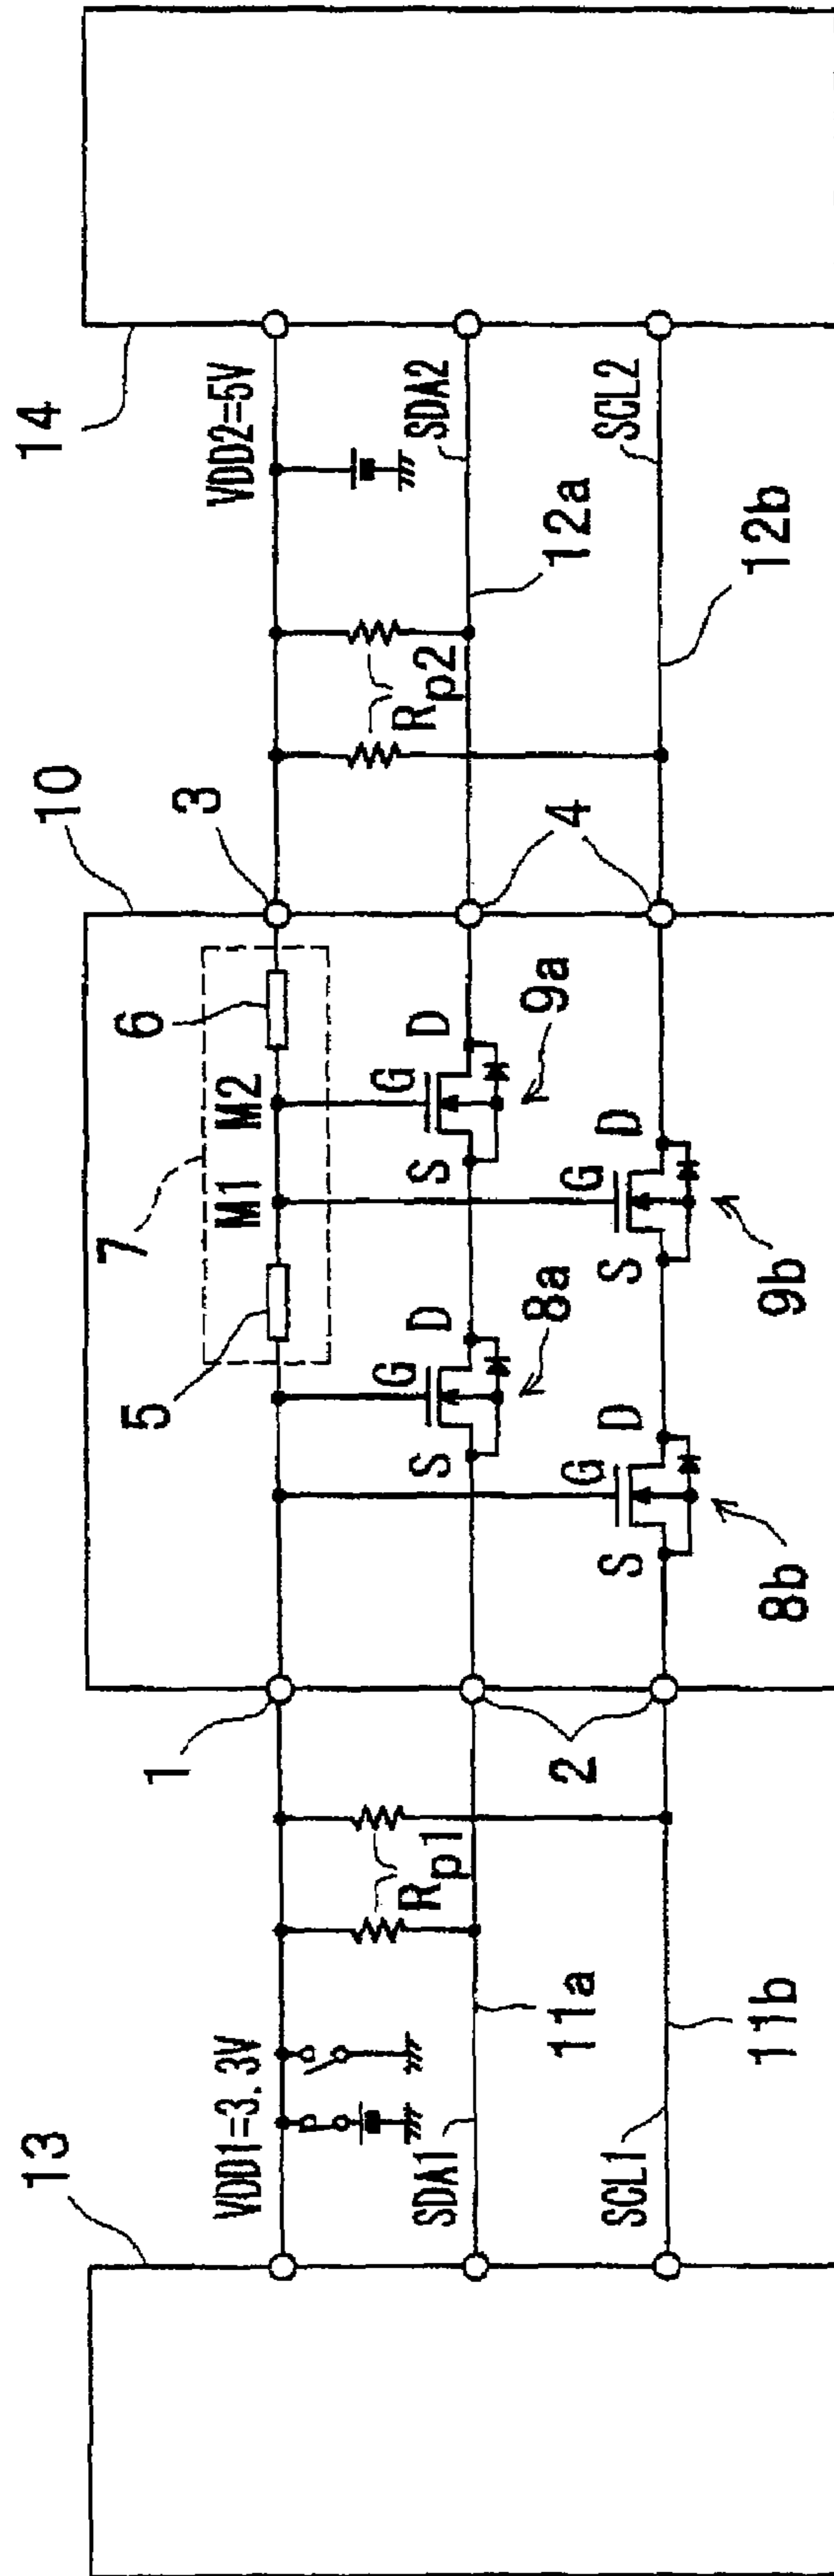 13
VDD1=3.3V
SDA1
SCL1
11a
11b
Rp1
1
2
10
7
5
6
M1
M2
G
S
D
8a
G
S
D
9a
G
S
D
8b
G
S
D
9b
3
4
Rp2
VDD2=5V
SDA2
SCL2
12a
12b
14